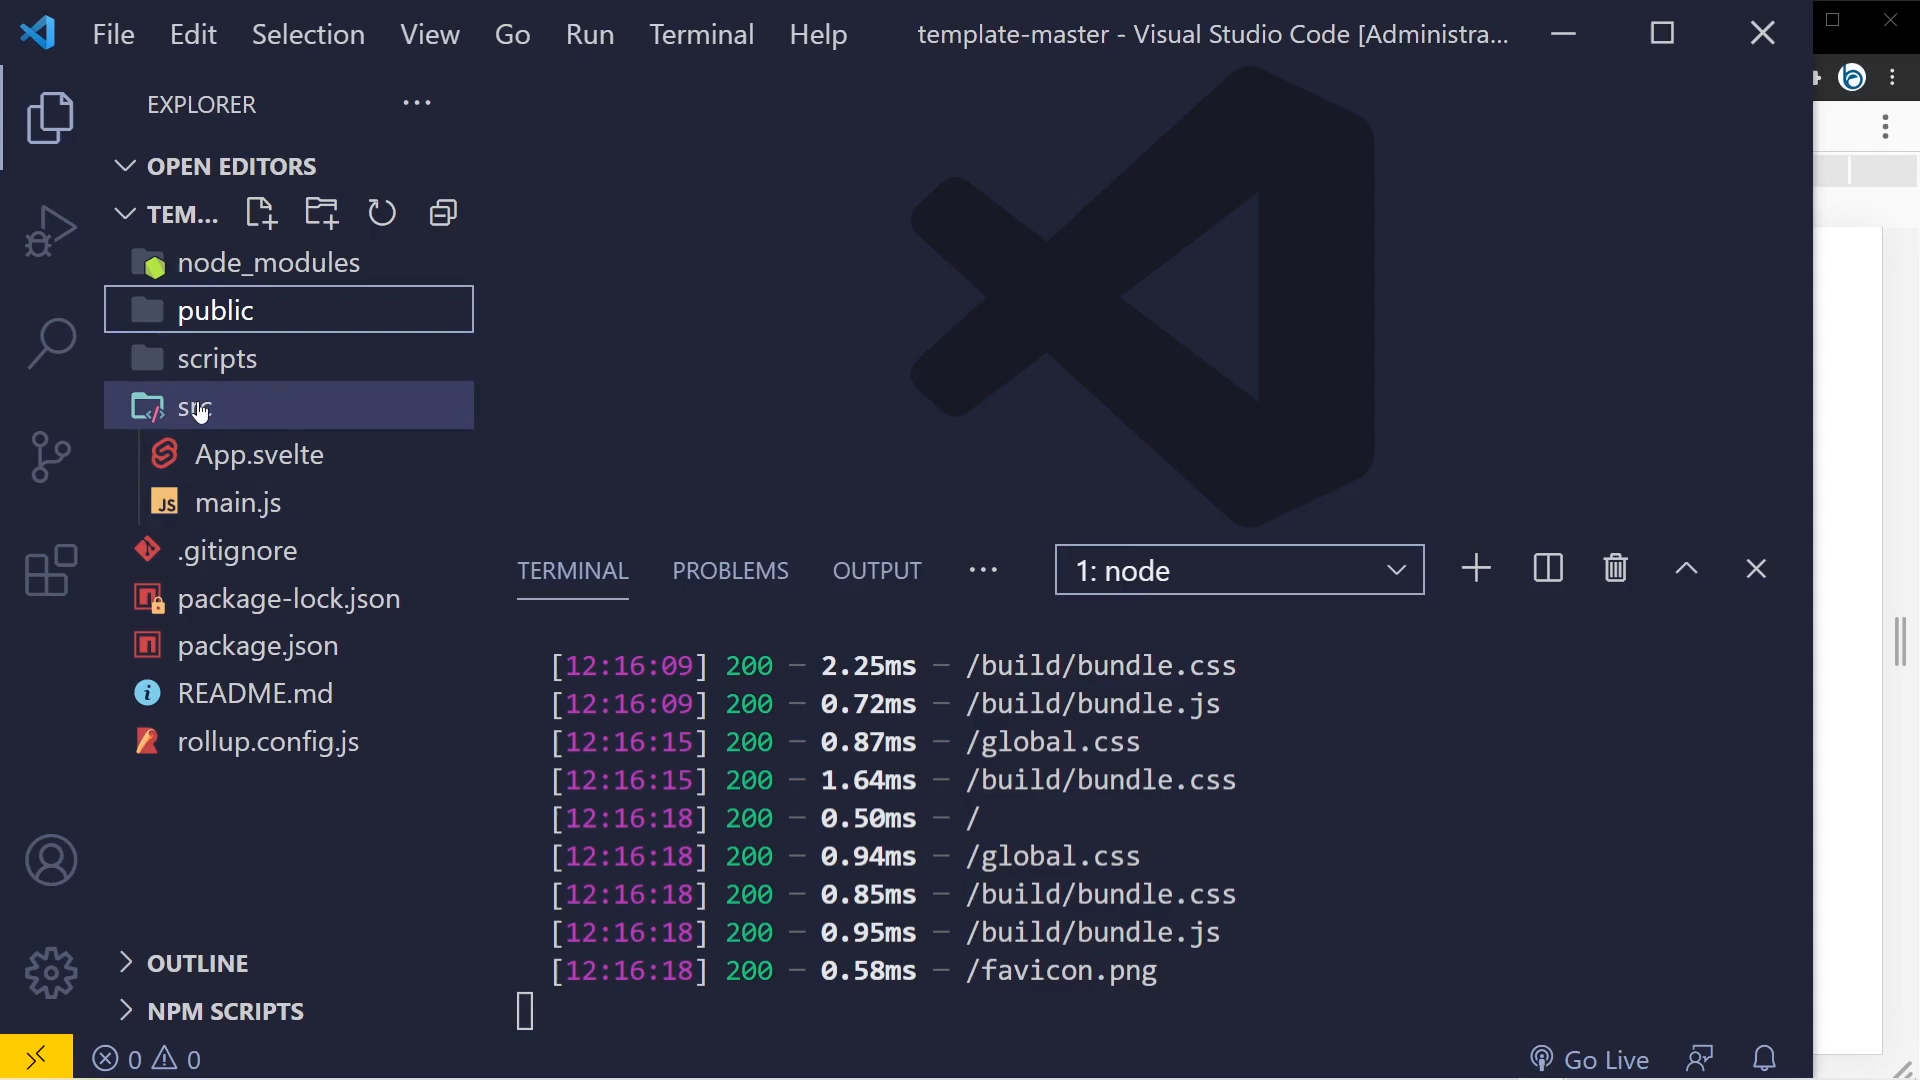 File Edit Selection View Go Run Terminal Help template-master - Visual Studio Code [Administra...
EXPLORER
OPEN EDITORS
TEM...
node_modules
public
scripts
src
App.svelte
main.js
.gitignore
package-lock.json
package.json
README.md
rollup.config.js
OUTLINE
NPM SCRIPTS
TERMINAL PROBLEMS OUTPUT 1: node
[12:16:09] 200 — 2.25ms — /build/bundle.css
[12:16:09] 200 — 0.72ms — /build/bundle.js
[12:16:15] 200 — 0.87ms — /global.css
[12:16:15] 200 — 1.64ms — /build/bundle.css
[12:16:18] 200 — 0.50ms — /
[12:16:18] 200 — 0.94ms — /global.css
[12:16:18] 200 — 0.85ms — /build/bundle.css
[12:16:18] 200 — 0.95ms — /build/bundle.js
[12:16:18] 200 — 0.58ms — /favicon.png
0 0 Go Live